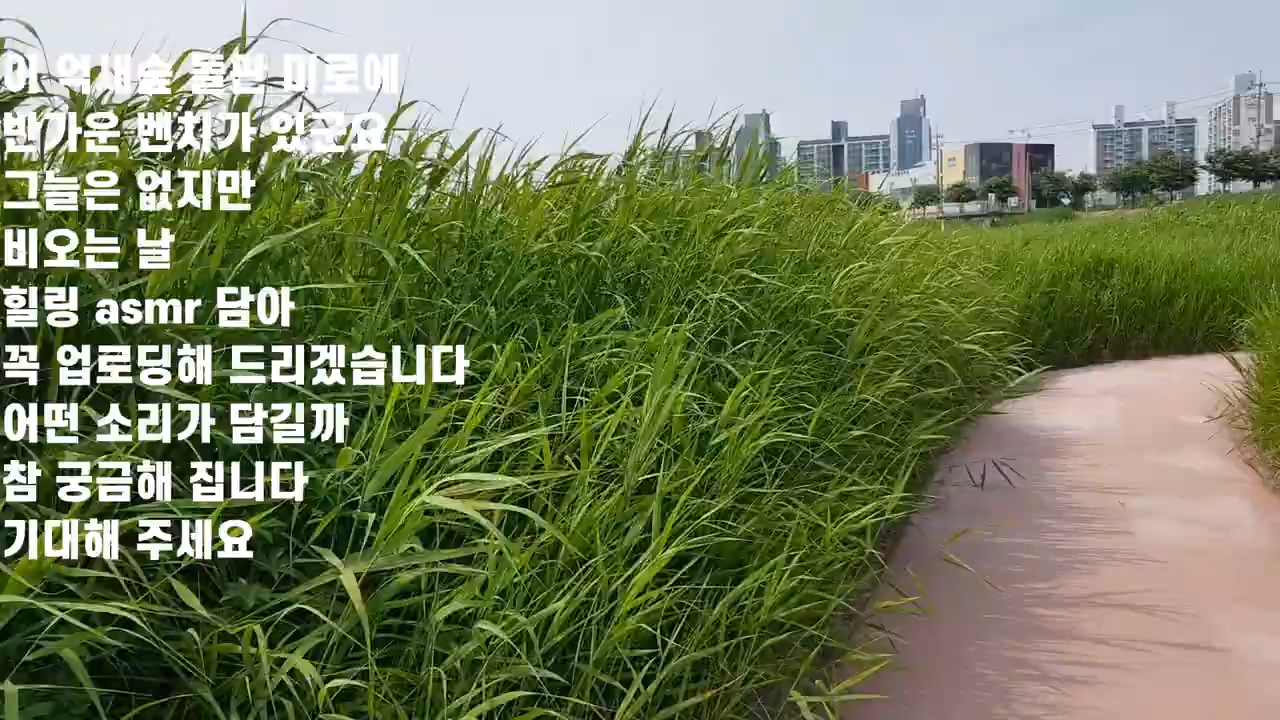 이 억새숲 돌판 미로에
반가운 벤치가 있군요
그늘은 없지만
비오는 날
힐링 asmr 담아
꼭 업로딩해 드리겠습니다
어떤 소리가 담길까
참 궁금해 집니다
기대해 주세요